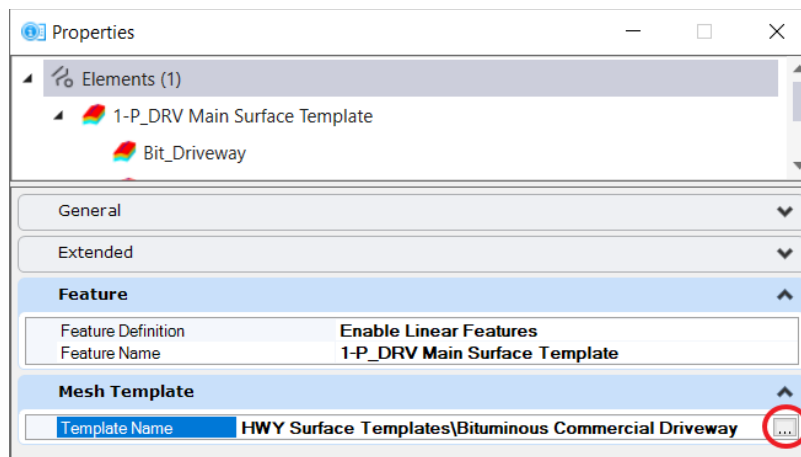 Properties
Elements (1)
1-P_DRV Main Surface Template
Bit_Driveway
General
Extended
Feature
Feature Definition Enable Linear Features
Feature Name 1-P_DRV Main Surface Template
Mesh Template
Template Name HWY Surface Templates\Bituminous Commercial Driveway ...